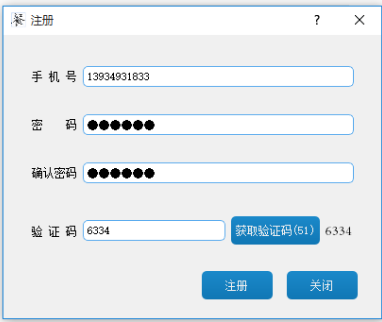 注册 ?
手机号 13934931833
密码 ●●●●●●
确认密码 ●●●●●●
验证码 6334 获取验证码(51) 6334
注册 关闭